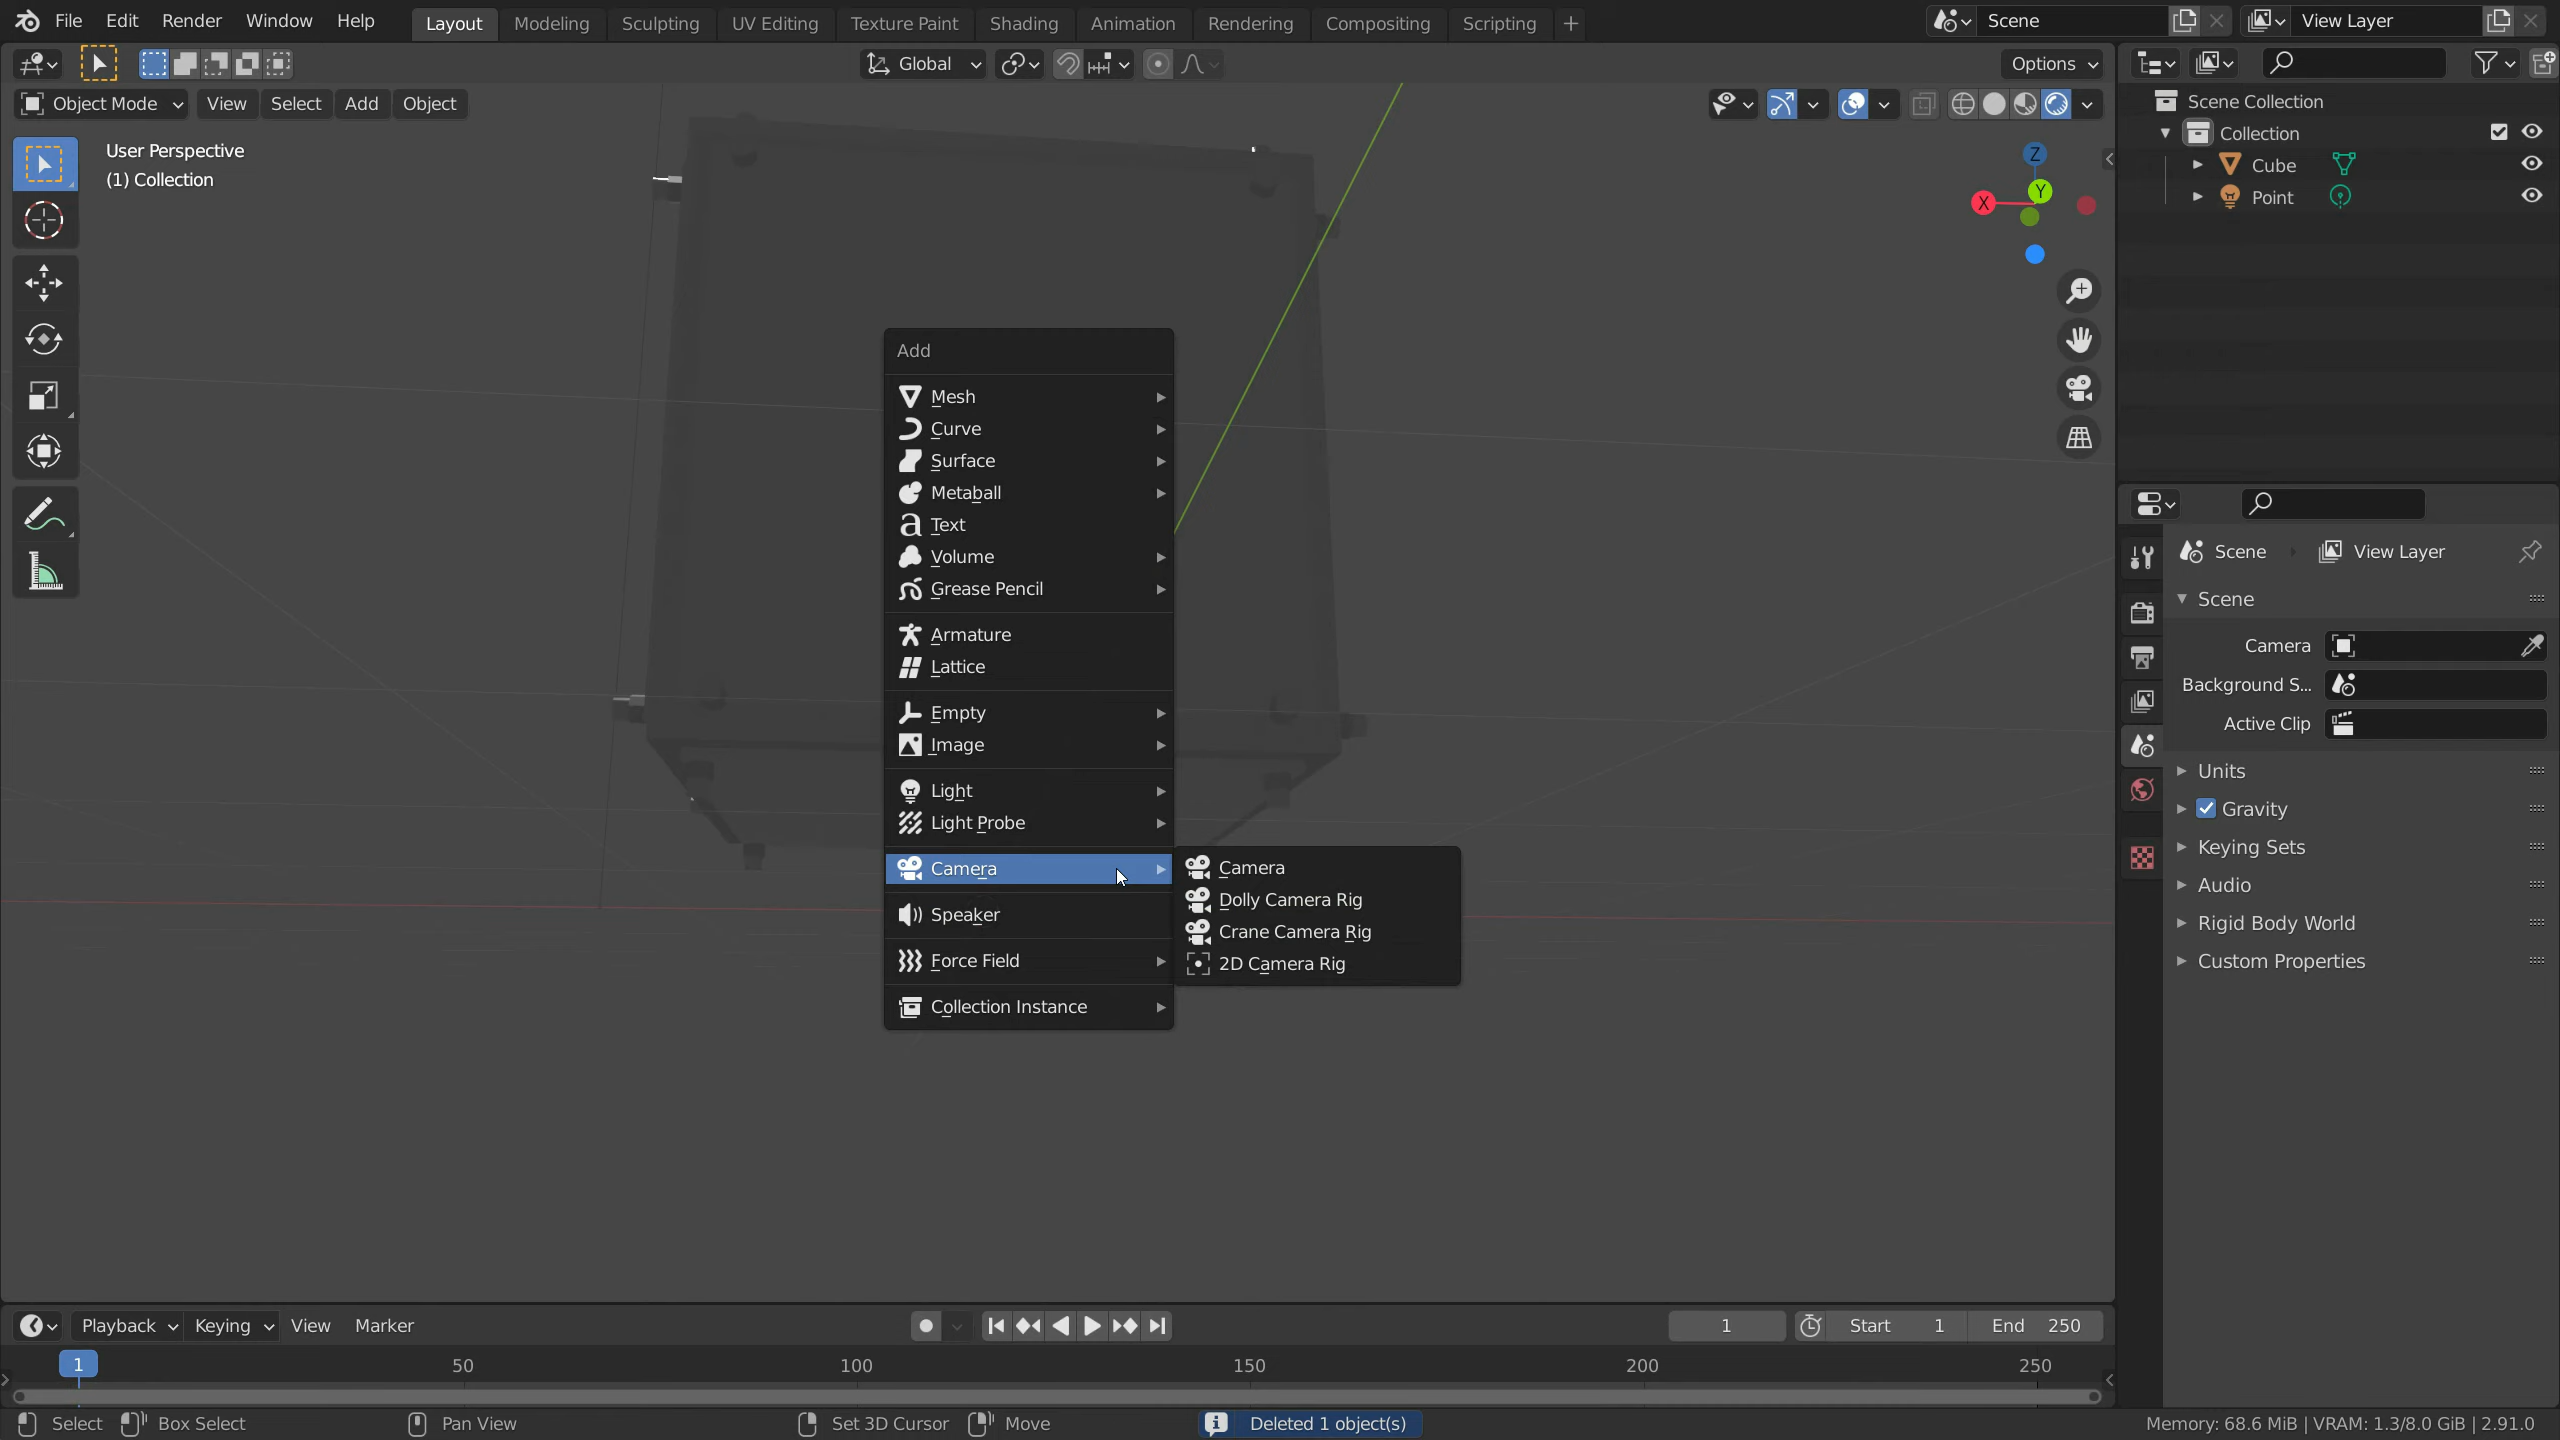 File Edit Render Window Help Layout Modeling Sculpting UV Editing Texture Paint Shading Animation Rendering Compositing Scripting + Scene View Layer
Global Options
Object Mode View Select Add Object
User Perspective
(1) Collection
Z
Y
X
Scene Collection
Collection
Cube
Point
Add
Mesh
Curve
Surface
Metaball
Text
Volume
Grease Pencil
Armature
Lattice
Empty
Image
Light
Light Probe
Camera
Speaker
Force Field
Collection Instance
Camera
Dolly Camera Rig
Crane Camera Rig
2D Camera Rig
Scene View Layer
Scene
Camera
Background S...
Active Clip
Units
Gravity
Keying Sets
Audio
Rigid Body World
Custom Properties
Playback Keying View Marker 1 Start 1 End 250
1 50 100 150 200 250
Select Box Select Pan View Set 3D Cursor Move Deleted 1 object(s) Memory: 68.6 MiB | VRAM: 1.3/8.0 GiB | 2.91.0